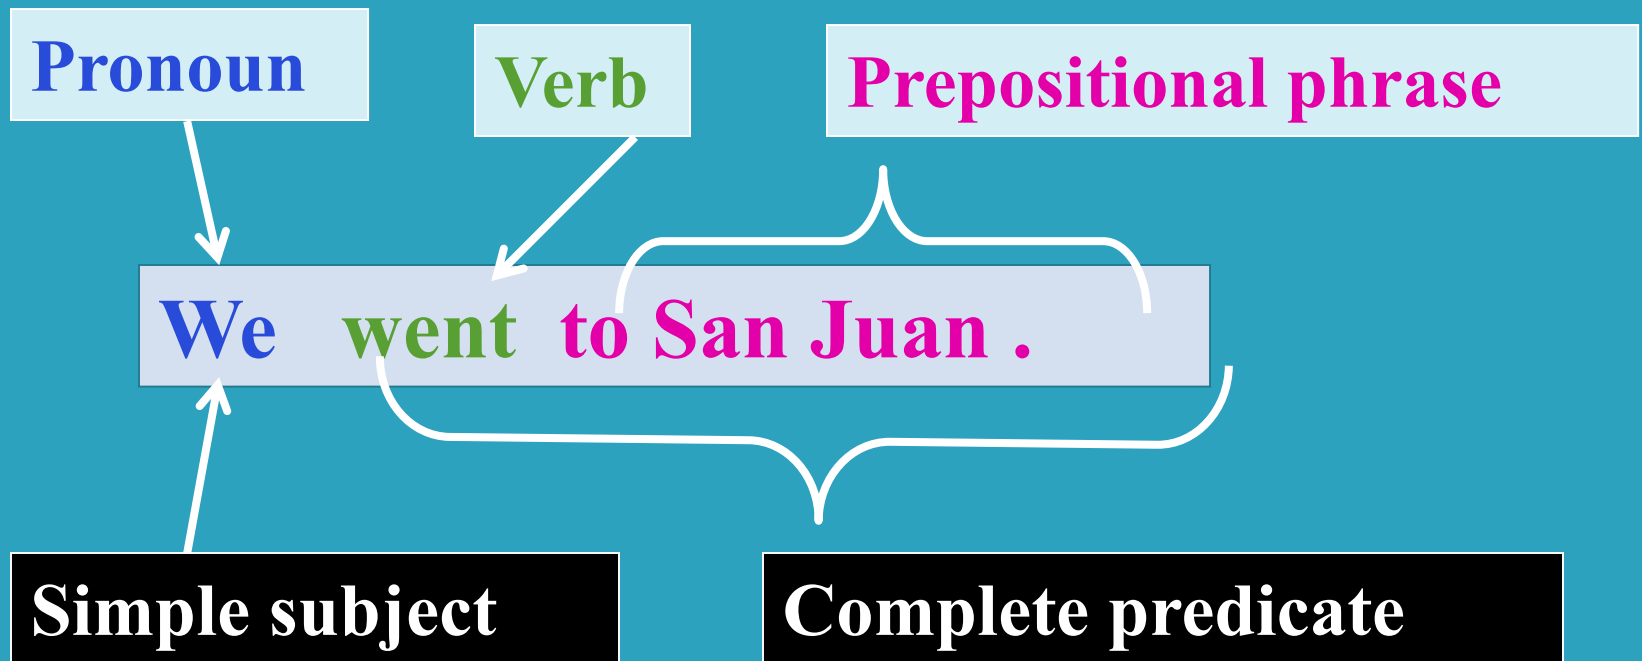 Pronoun
Verb
Prepositional phrase
We went to San Juan .
Simple subject
Complete predicate